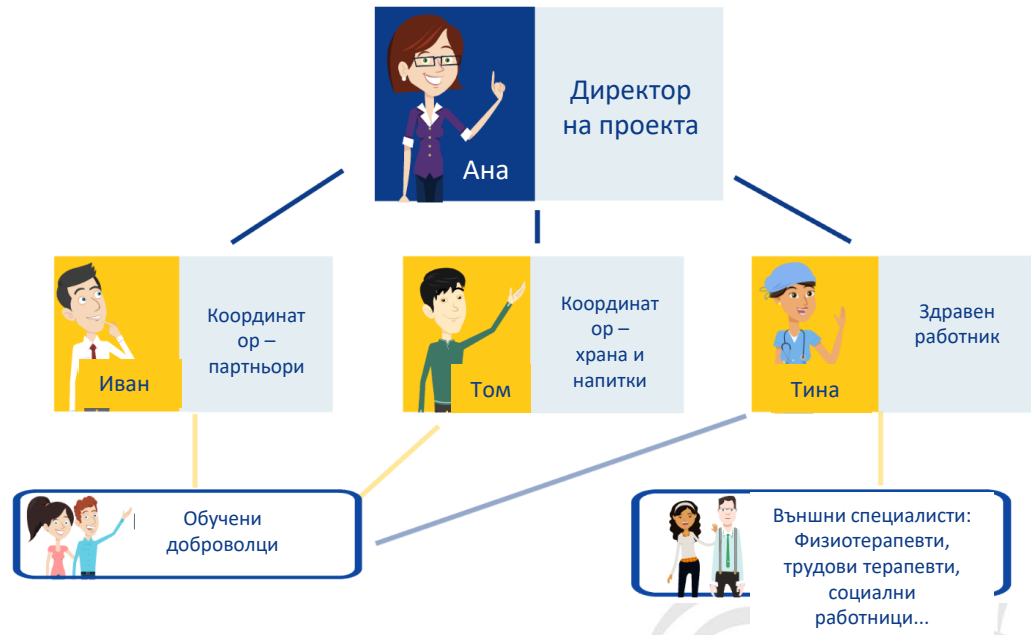 Директор
на проекта
Ана
Координат
ор –
партньори
Иван
Координат
ор –
храна и
напитки
Том
Здравен
работник
Тина
Обучени
доброволци
Външни специалисти:
Физиотерапевти,
трудови терапевти,
социални
работници...